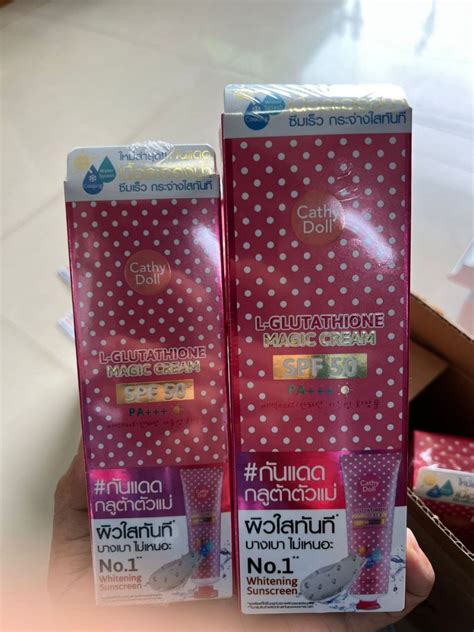 Cooling
ซึมเร็ว กระจ่างใสทันที
Cathy
Doll
L-GLUTATHIONE
MAGIC CREAM
SPF 50
PA+++
#กันแดด
กลูต้าตัวแม่
ผิวใสทันที*
บางเบา ไม่เหนอะ
No.1**
Whitening
Sunscreen
ซึมเร็ว กระจ่างใสทันที
Cathy
Doll
L-GLUTATHIONE
MAGIC CREAM
SPF 50
PA+++
#กันแดด
กลูต้าตัวแม่
Cathy
Doll
ผิวใสทันที*
บางเบา ไม่เหนอะ
No.1**
Whitening
Sunscreen